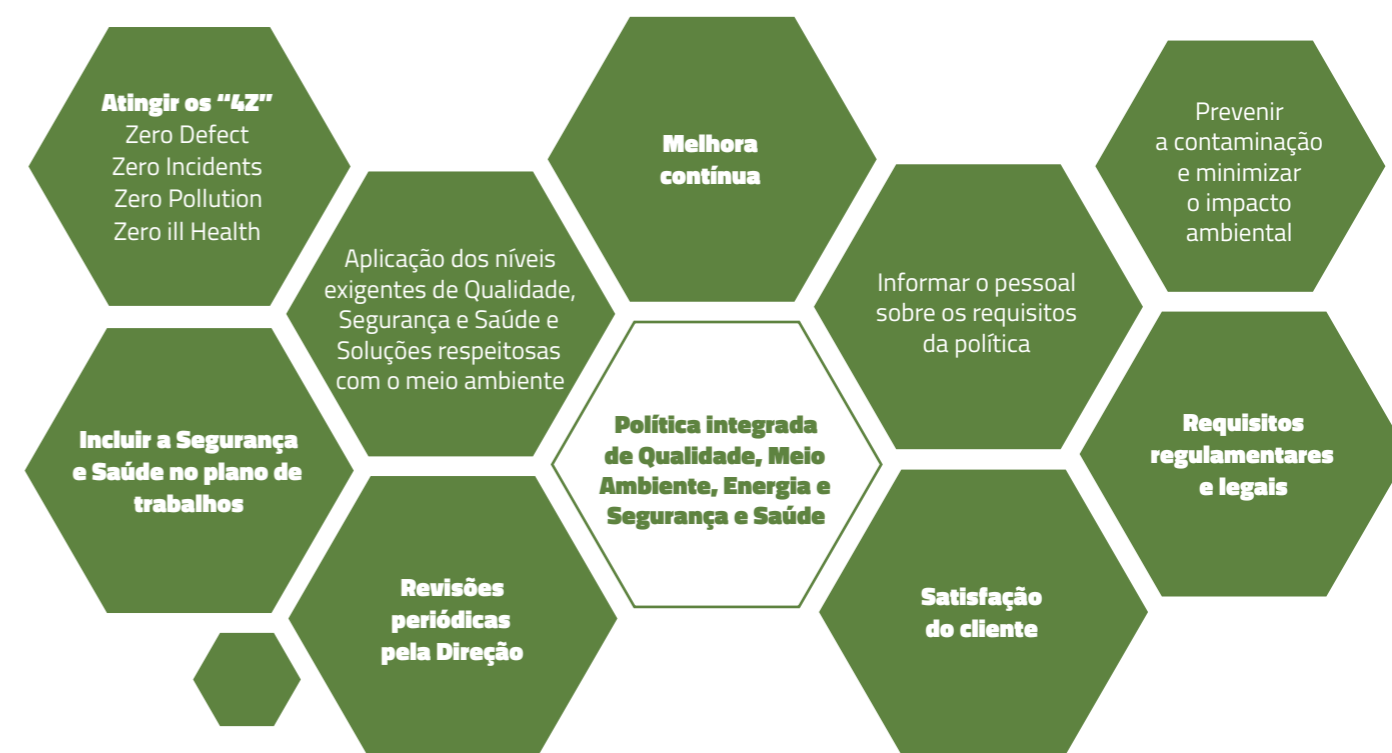 Atingir os “4Z”
Zero Defect
Zero Incidents
Zero Pollution
Zero ill Health
Aplicação dos níveis
exigentes de Qualidade,
Segurança e Saúde e
Soluções respeitosas
com o meio ambiente
Melhora
contínua
Informar o pessoal
sobre os requisitos
da política
Prevenir
a contaminação
e minimizar
o impacto
ambiental
Incluir a Segurança
e Saúde no plano de
trabalhos
Revisões
periódicas
pela Direção
Política integrada
de Qualidade, Meio
Ambiente, Energia e
Segurança e Saúde
Satisfação
do cliente
Requisitos
regulamentares
e legais